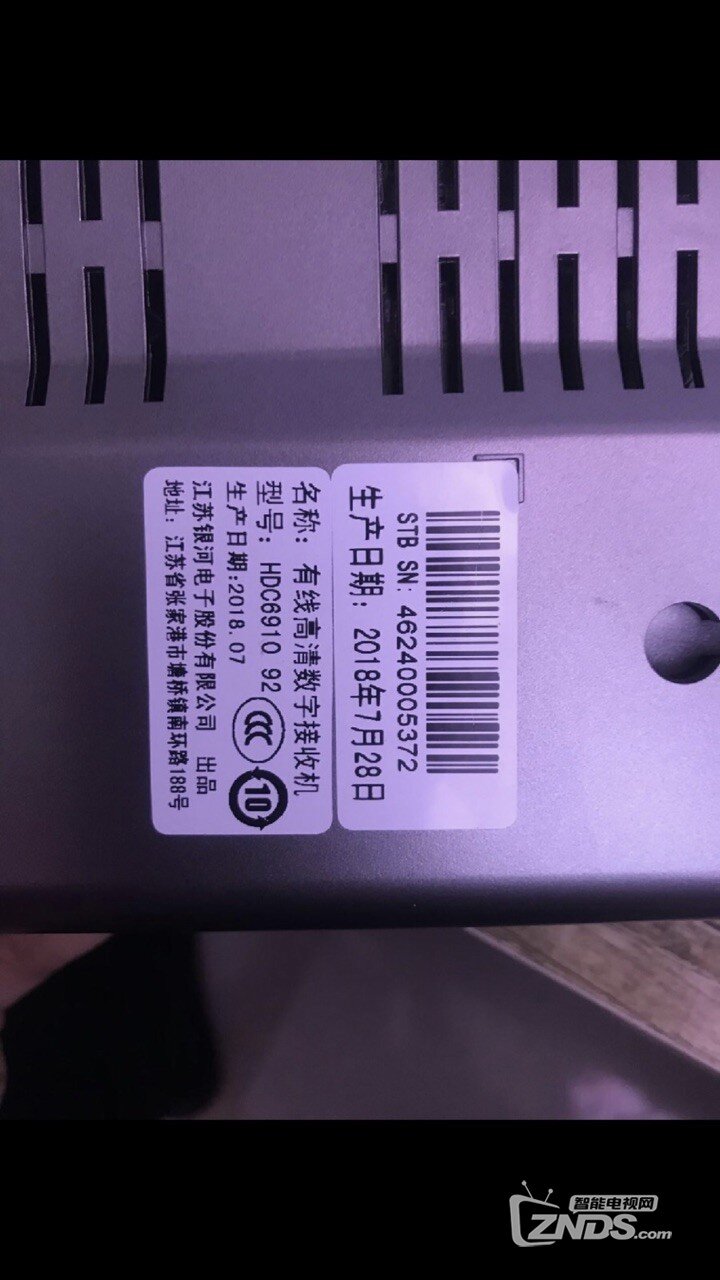 STB SN: 46240005372
生产日期: 2018年7月28日
名称: 有线高清数字接收机
型号: HDC6910 92
生产日期:2018.07
江苏银河电子股份有限公司 出品
地址: 江苏省张家港市塘桥镇南环路188号
CCC
10
智能电视网
ZNDS.com